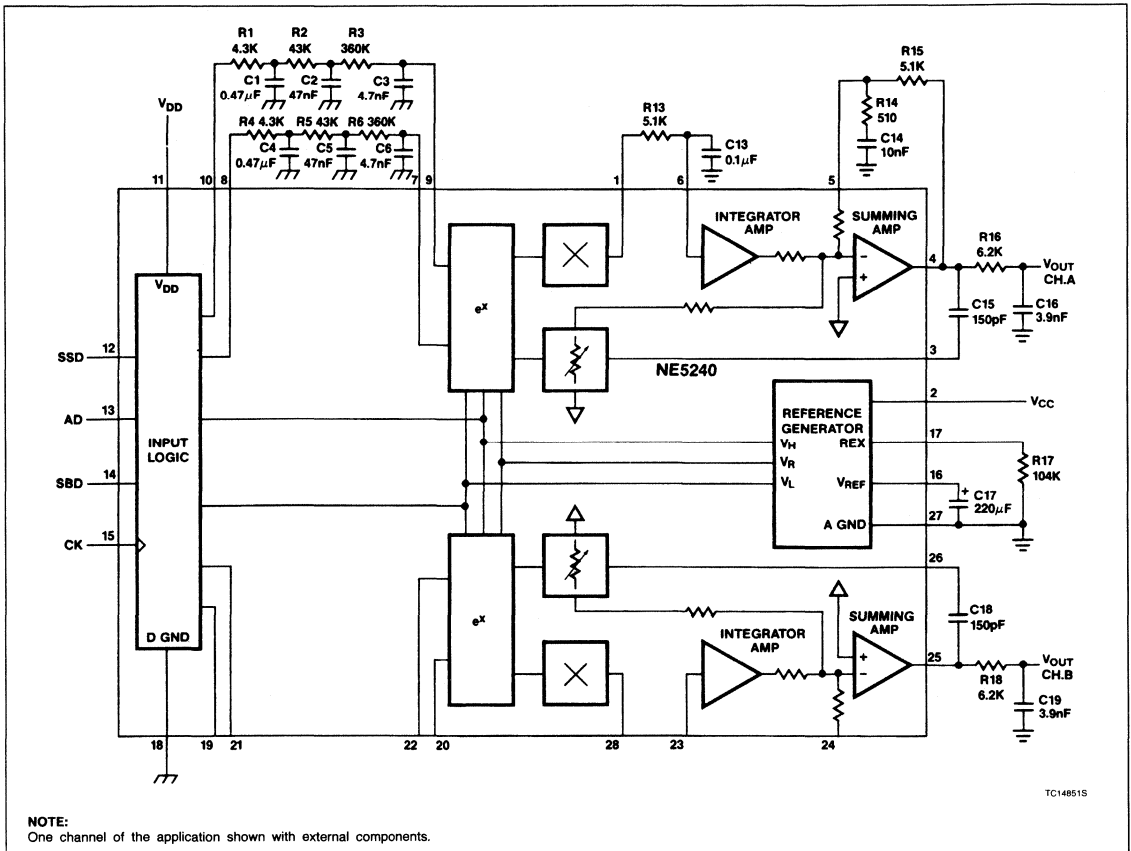 R1 R2 R3
4.3K 43K 360K
C1 C2 C3
0.47μF 47nF 4.7nF
VDD
R4 4.3K R5 43K R6 360K
C4 C5 C6
0.47μF 47nF 4.7nF
R13
5.1K
C13
0.1μF
R15
5.1K
R14
510
C14
10nF
11 10 8 7 9 1 6 5
VDD
INPUT
LOGIC
D GND
SSD 12
AD 13
SBD 14
CK 15
e^x
INTEGRATOR
AMP
SUMMING
AMP
−
+
4
R16
6.2K
VOUT
CH.A
C15
150pF
C16
3.9nF
3
NE5240
REFERENCE
GENERATOR
VH REX
VR
VL VREF
A GND
2
VCC
17
R17
104K
16
+
C17
220μF
27
26
e^x
INTEGRATOR
AMP
SUMMING
AMP
+
−
C18
150pF
25
R18
6.2K
VOUT
CH.B
C19
3.9nF
18 19 21 22 20 28 23 24
TC14851S
NOTE:
One channel of the application shown with external components.